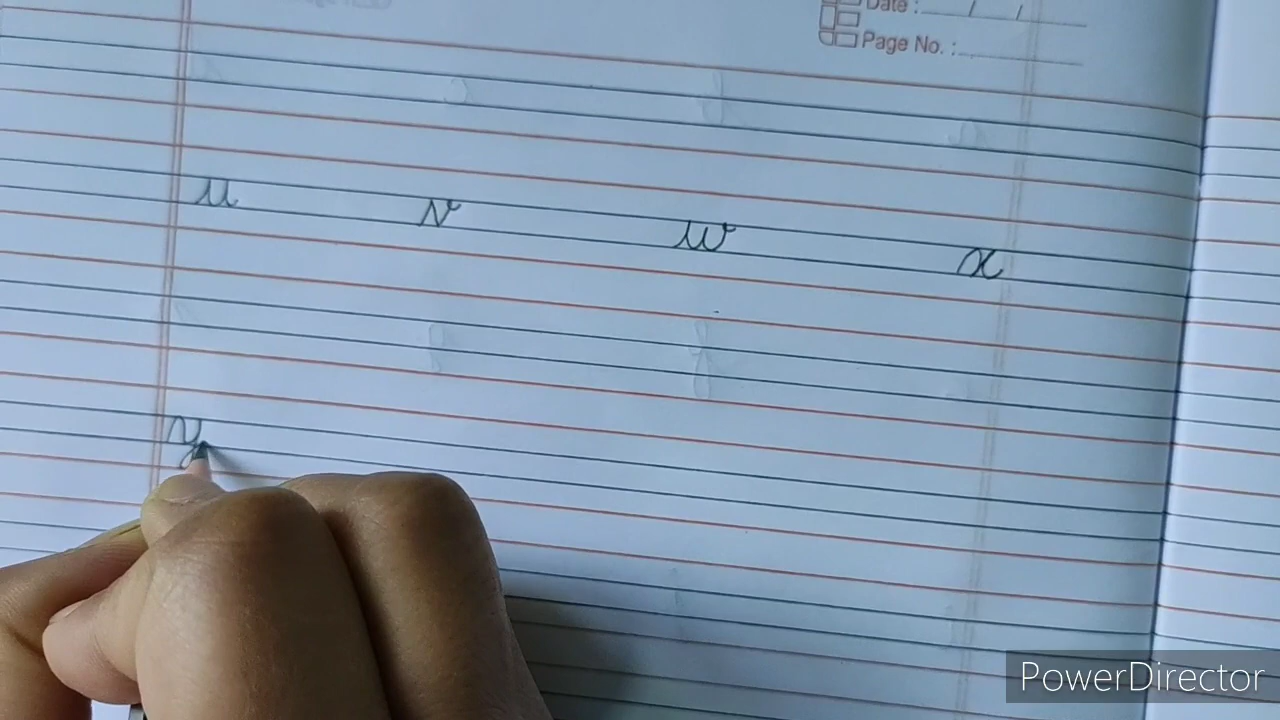 Date : / /
Page No. :
u v w x
y
PowerDirector